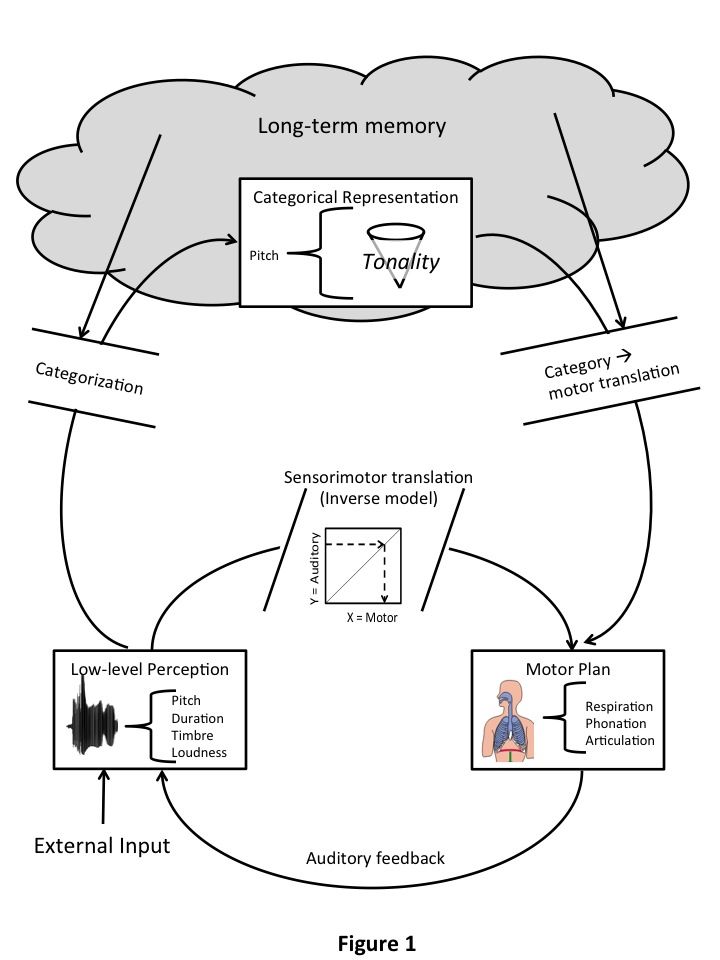 Long-term memory
Categorical Representation
Pitch
Tonality
Categorization
Category →
motor translation
Sensorimotor translation
(Inverse model)
Y = Auditory
X = Motor
Low-level Perception
Pitch
Duration
Timbre
Loudness
Motor Plan
Respiration
Phonation
Articulation
External Input
Auditory feedback
Figure 1